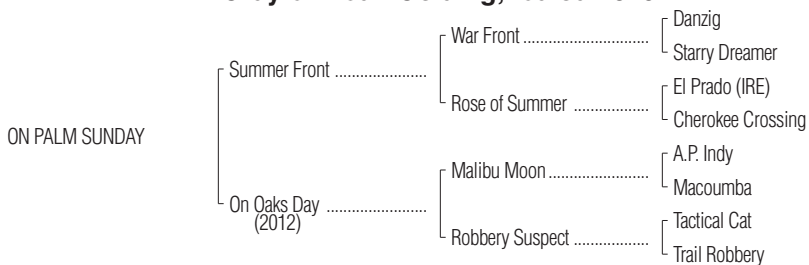 War Front ........................... Danzig
Starry Dreamer
Summer Front ......................
Rose of Summer ................. El Prado (IRE)
Cherokee Crossing
ON PALM SUNDAY
Malibu Moon ....................... A.P. Indy
Macoumba
On Oaks Day ........................
(2012)
Robbery Suspect ................. Tactical Cat
Trail Robbery